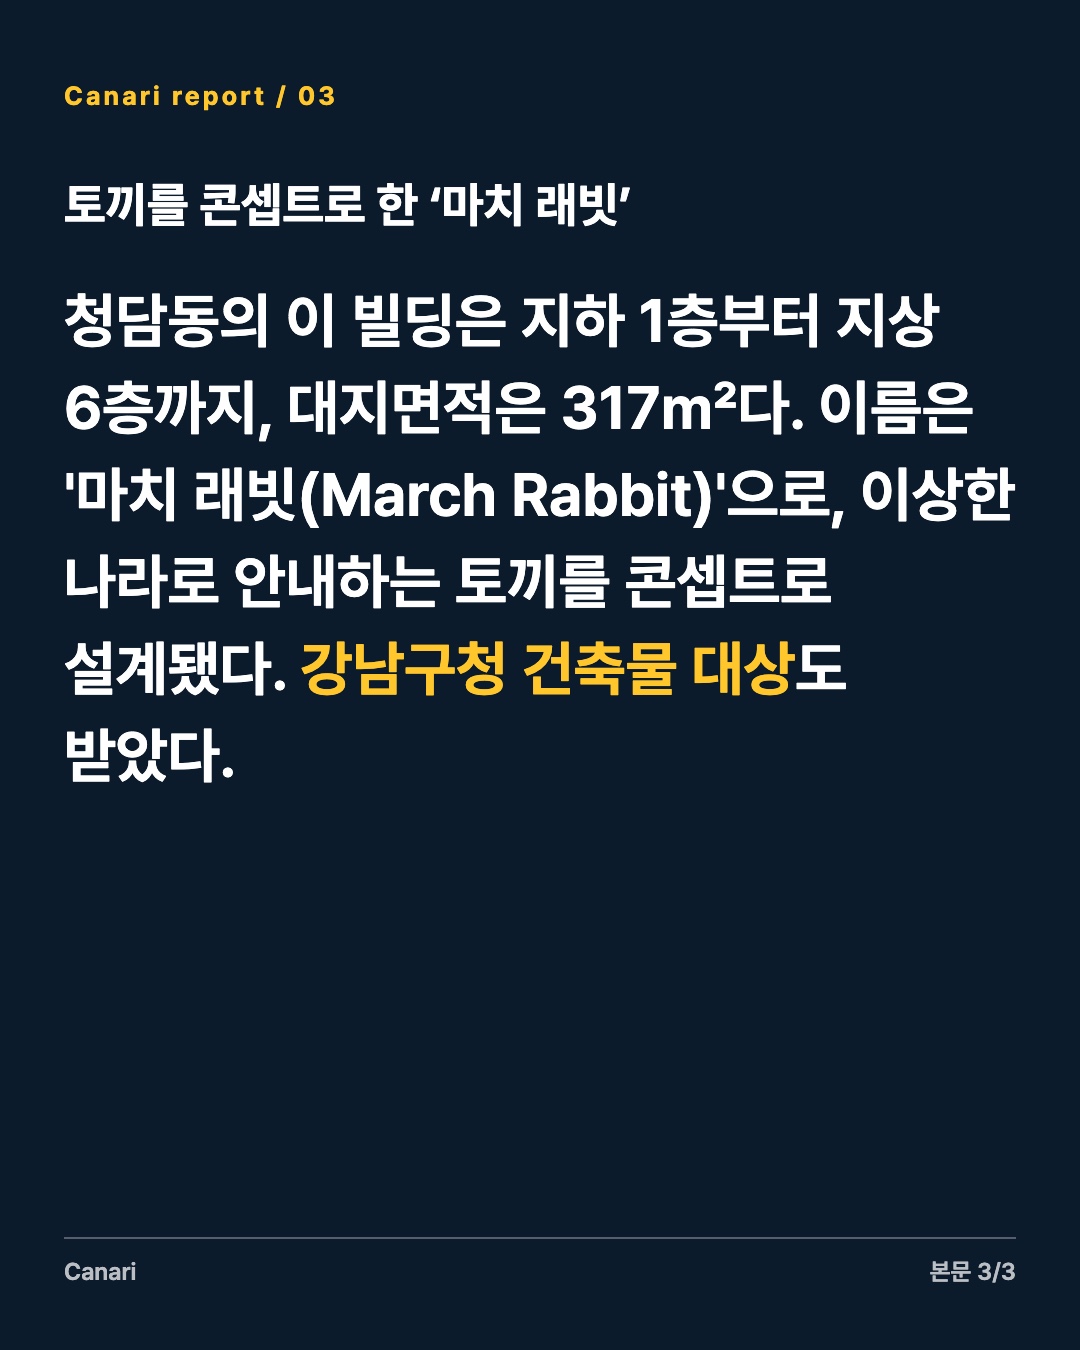 Canari report / 03
토끼를 콘셉트로 한 ‘마치 래빗’
청담동의 이 빌딩은 지하 1층부터 지상
6층까지, 대지면적은 317m²다. 이름은
'마치 래빗(March Rabbit)'으로, 이상한
나라로 안내하는 토끼를 콘셉트로
설계됐다. 강남구청 건축물 대상도
받았다.
Canari
본문 3/3